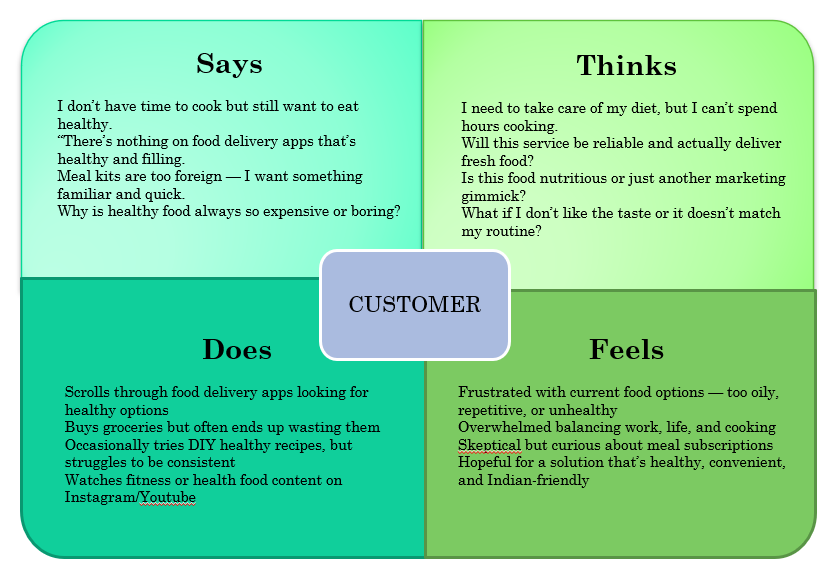 Says
I don't have time to cook but still want to eat
healthy.
“There's nothing on food delivery apps that's
healthy and filling.
Meal kits are too foreign — I want something
familiar and quick.
Why is healthy food always so expensive or boring?
Thinks
I need to take care of my diet, but I can't spend
hours cooking.
Will this service be reliable and actually deliver
fresh food?
Is this food nutritious or just another marketing
gimmick?
What if I don't like the taste or it doesn't match
my routine?
CUSTOMER
Does
Scrolls through food delivery apps looking for
healthy options
Buys groceries but often ends up wasting them
Occasionally tries DIY healthy recipes, but
struggles to be consistent
Watches fitness or health food content on
Instagram/Youtube
Feels
Frustrated with current food options — too oily,
repetitive, or unhealthy
Overwhelmed balancing work, life, and cooking
Skeptical but curious about meal subscriptions
Hopeful for a solution that's healthy, convenient,
and Indian-friendly